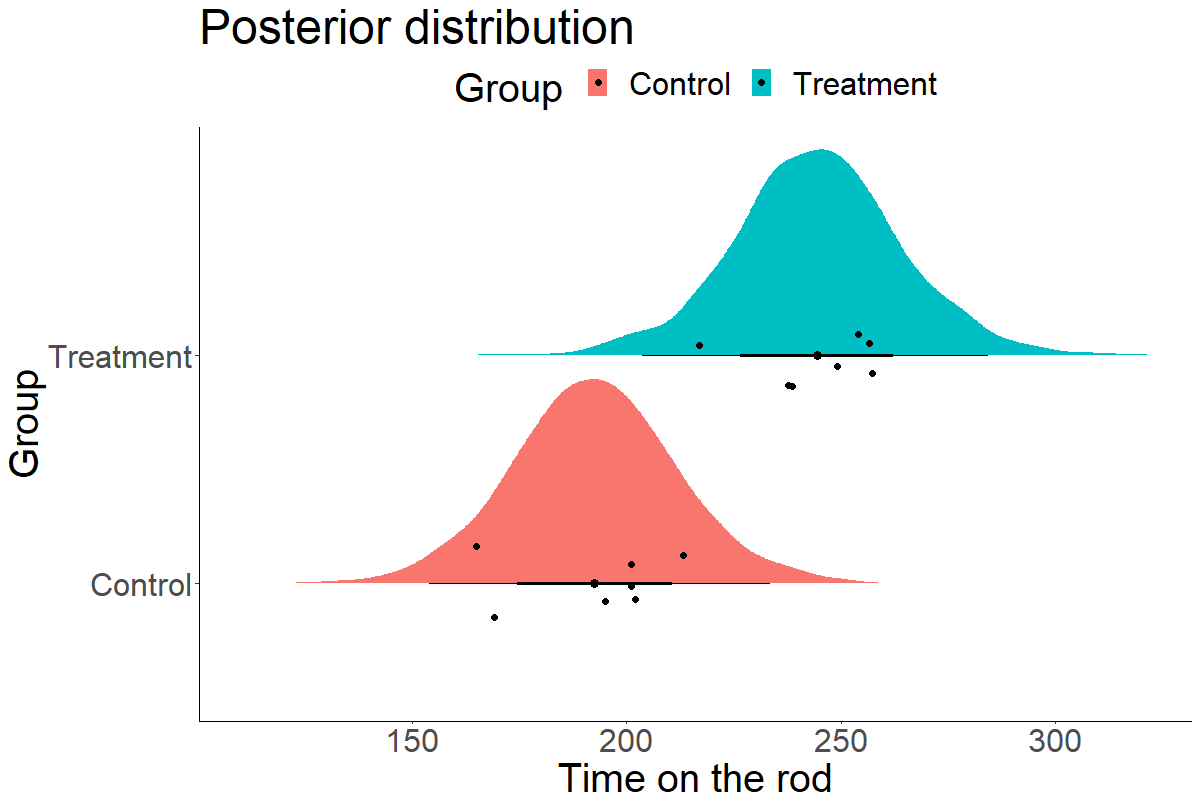 Posterior distribution
Group Control Treatment
Treatment
Group
Control
150 200 250 300
Time on the rod